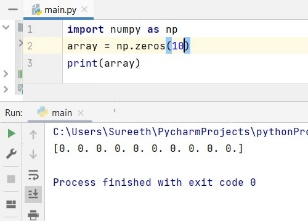 main.py
1 import numpy as np
2 array = np.zeros(10)
3 print(array)
Run: main
C:\Users\Sureeth\PycharmProjects\pythonPro
[0. 0. 0. 0. 0. 0. 0. 0. 0. 0.]
Process finished with exit code 0